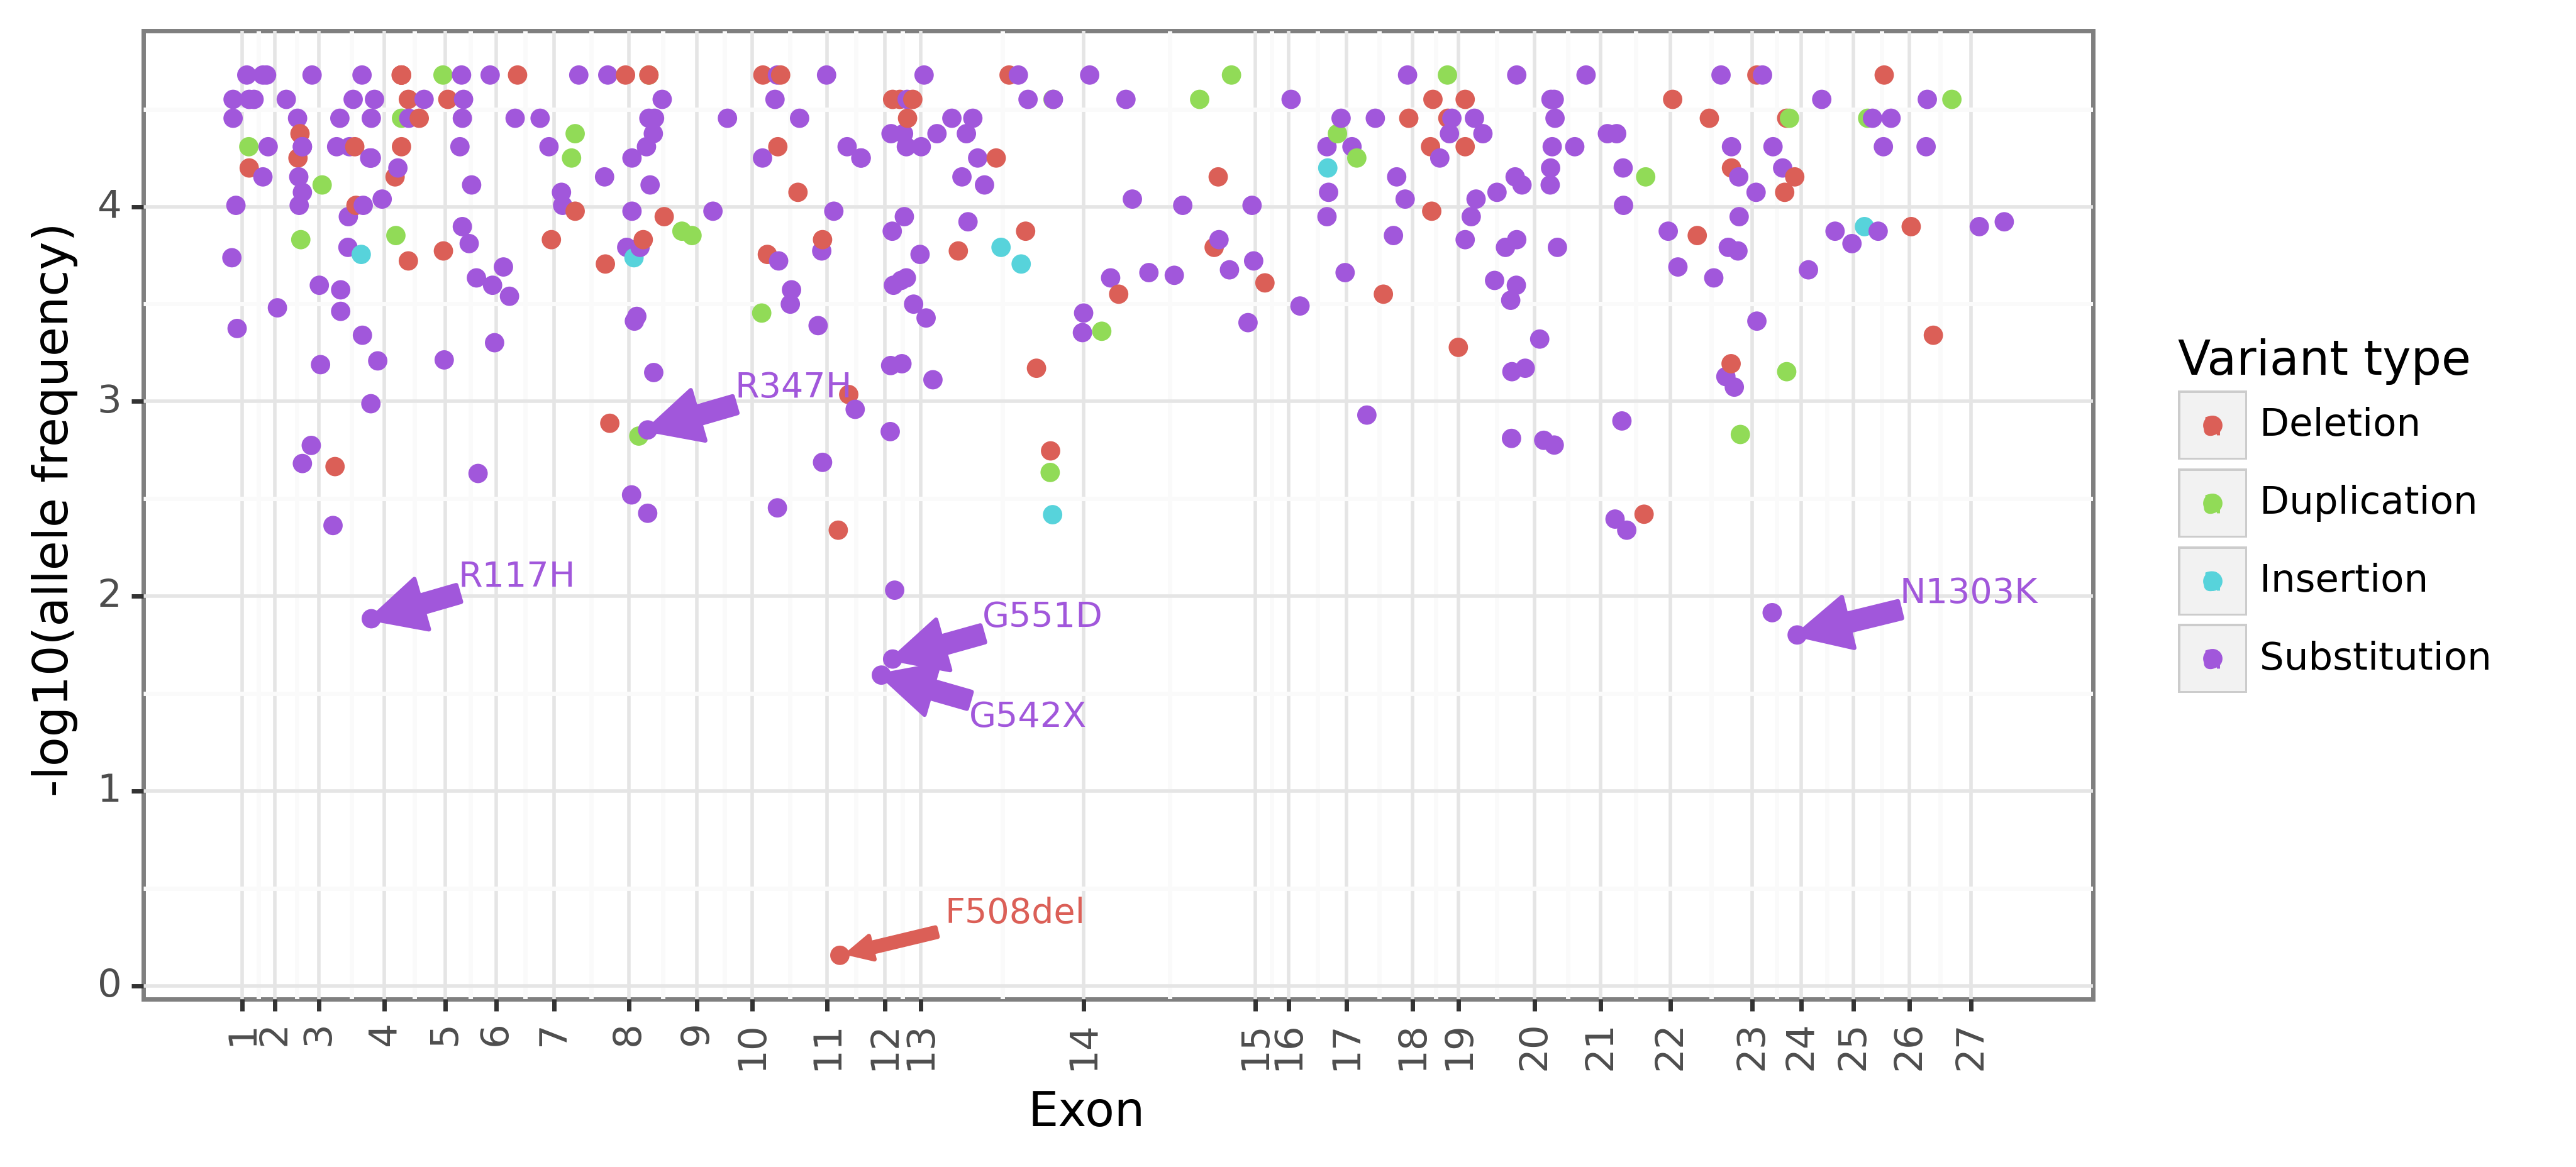 -log10(allele frequency)
4
3
2
1
0
R347H
R117H
G551D
G542X
N1303K
F508del
1 2 3 4 5 6 7 8 9 10 11 12 13 14 15 16 17 18 19 20 21 22 23 24 25 26 27
Exon
Variant type
Deletion
Duplication
Insertion
Substitution